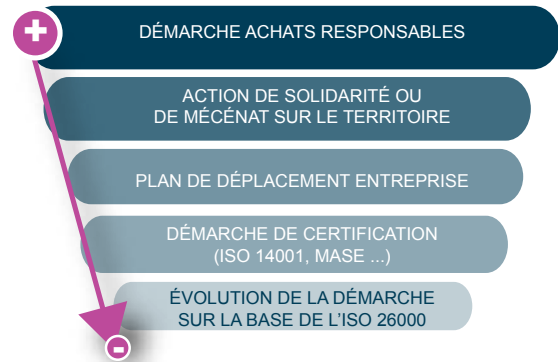 +
DÉMARCHE ACHATS RESPONSABLES
ACTION DE SOLIDARITÉ OU
DE MÉCÉNAT SUR LE TERRITOIRE
PLAN DE DÉPLACEMENT ENTREPRISE
DÉMARCHE DE CERTIFICATION
(ISO 14001, MASE ...)
ÉVOLUTION DE LA DÉMARCHE
SUR LA BASE DE L'ISO 26000
-